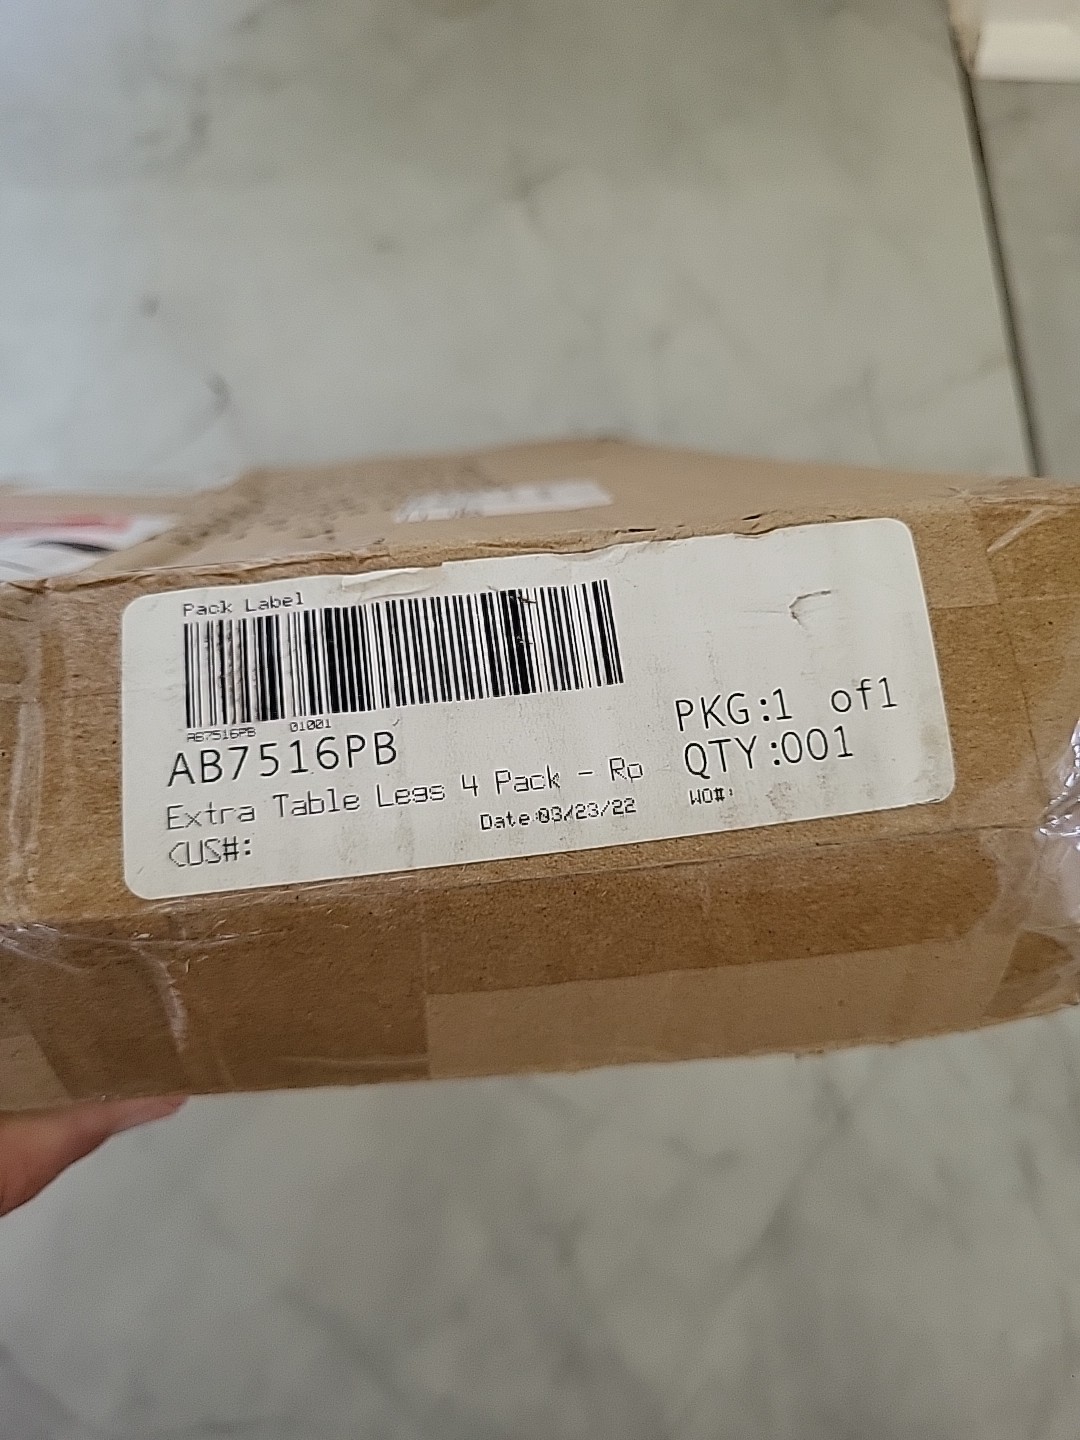 Pack Label
AB7516PB 01001
AB7516PB
Extra Table Legs 4 Pack - Rp
CUS#:
Date:03/23/22
PKG:1 of1
QTY:001
WO#: